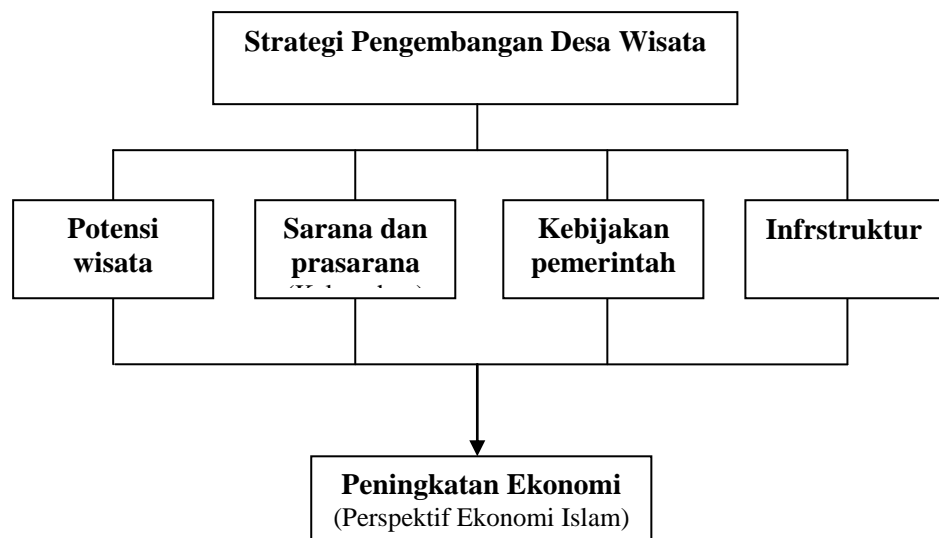 Strategi Pengembangan Desa Wisata
Potensi
wisata
Sarana dan
prasarana
Kebijakan
pemerintah
Infrstruktur
Peningkatan Ekonomi
(Perspektif Ekonomi Islam)